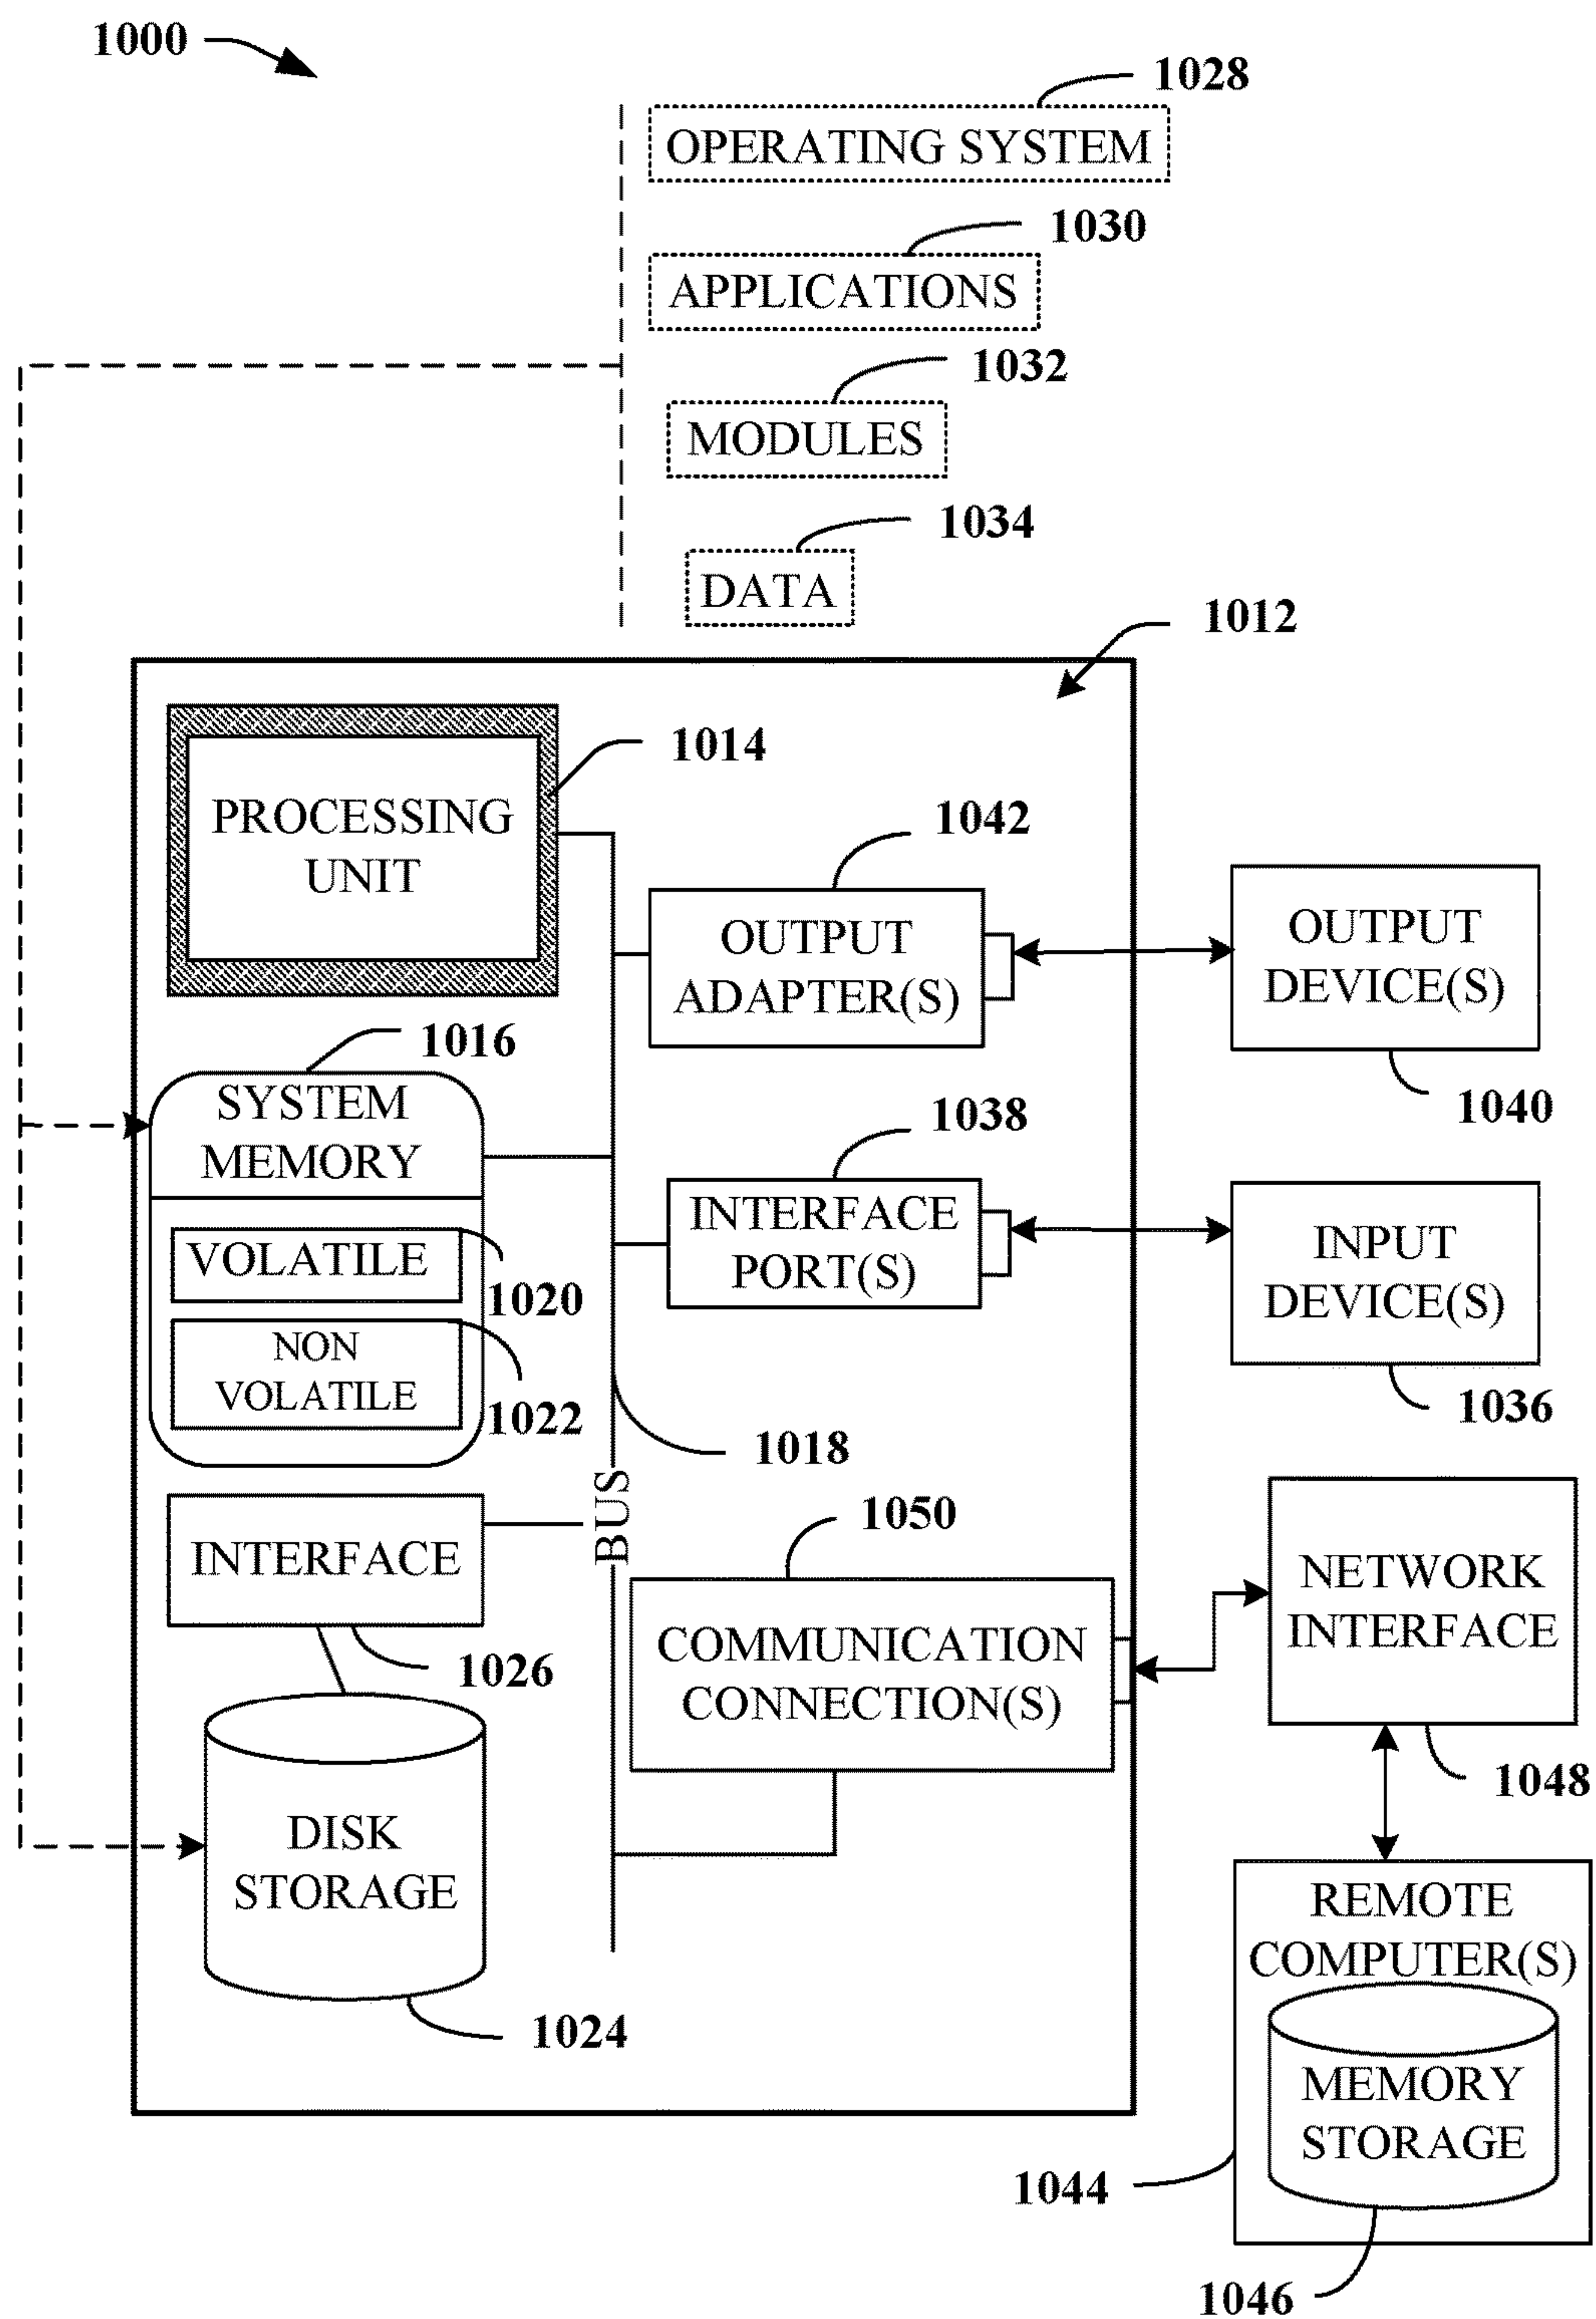 1000
1028
OPERATING SYSTEM
1030
APPLICATIONS
1032
MODULES
1034
DATA
1012
1014
PROCESSING
UNIT
1042
OUTPUT
ADAPTER(S)
OUTPUT
DEVICE(S)
1040
1016
SYSTEM
MEMORY
VOLATILE
1020
NON
VOLATILE
1022
1038
INTERFACE
PORT(S)
INPUT
DEVICE(S)
1036
1018
BUS
INTERFACE
1026
1050
COMMUNICATION
CONNECTION(S)
NETWORK
INTERFACE
1048
DISK
STORAGE
1024
REMOTE
COMPUTER(S)
MEMORY
STORAGE
1044
1046